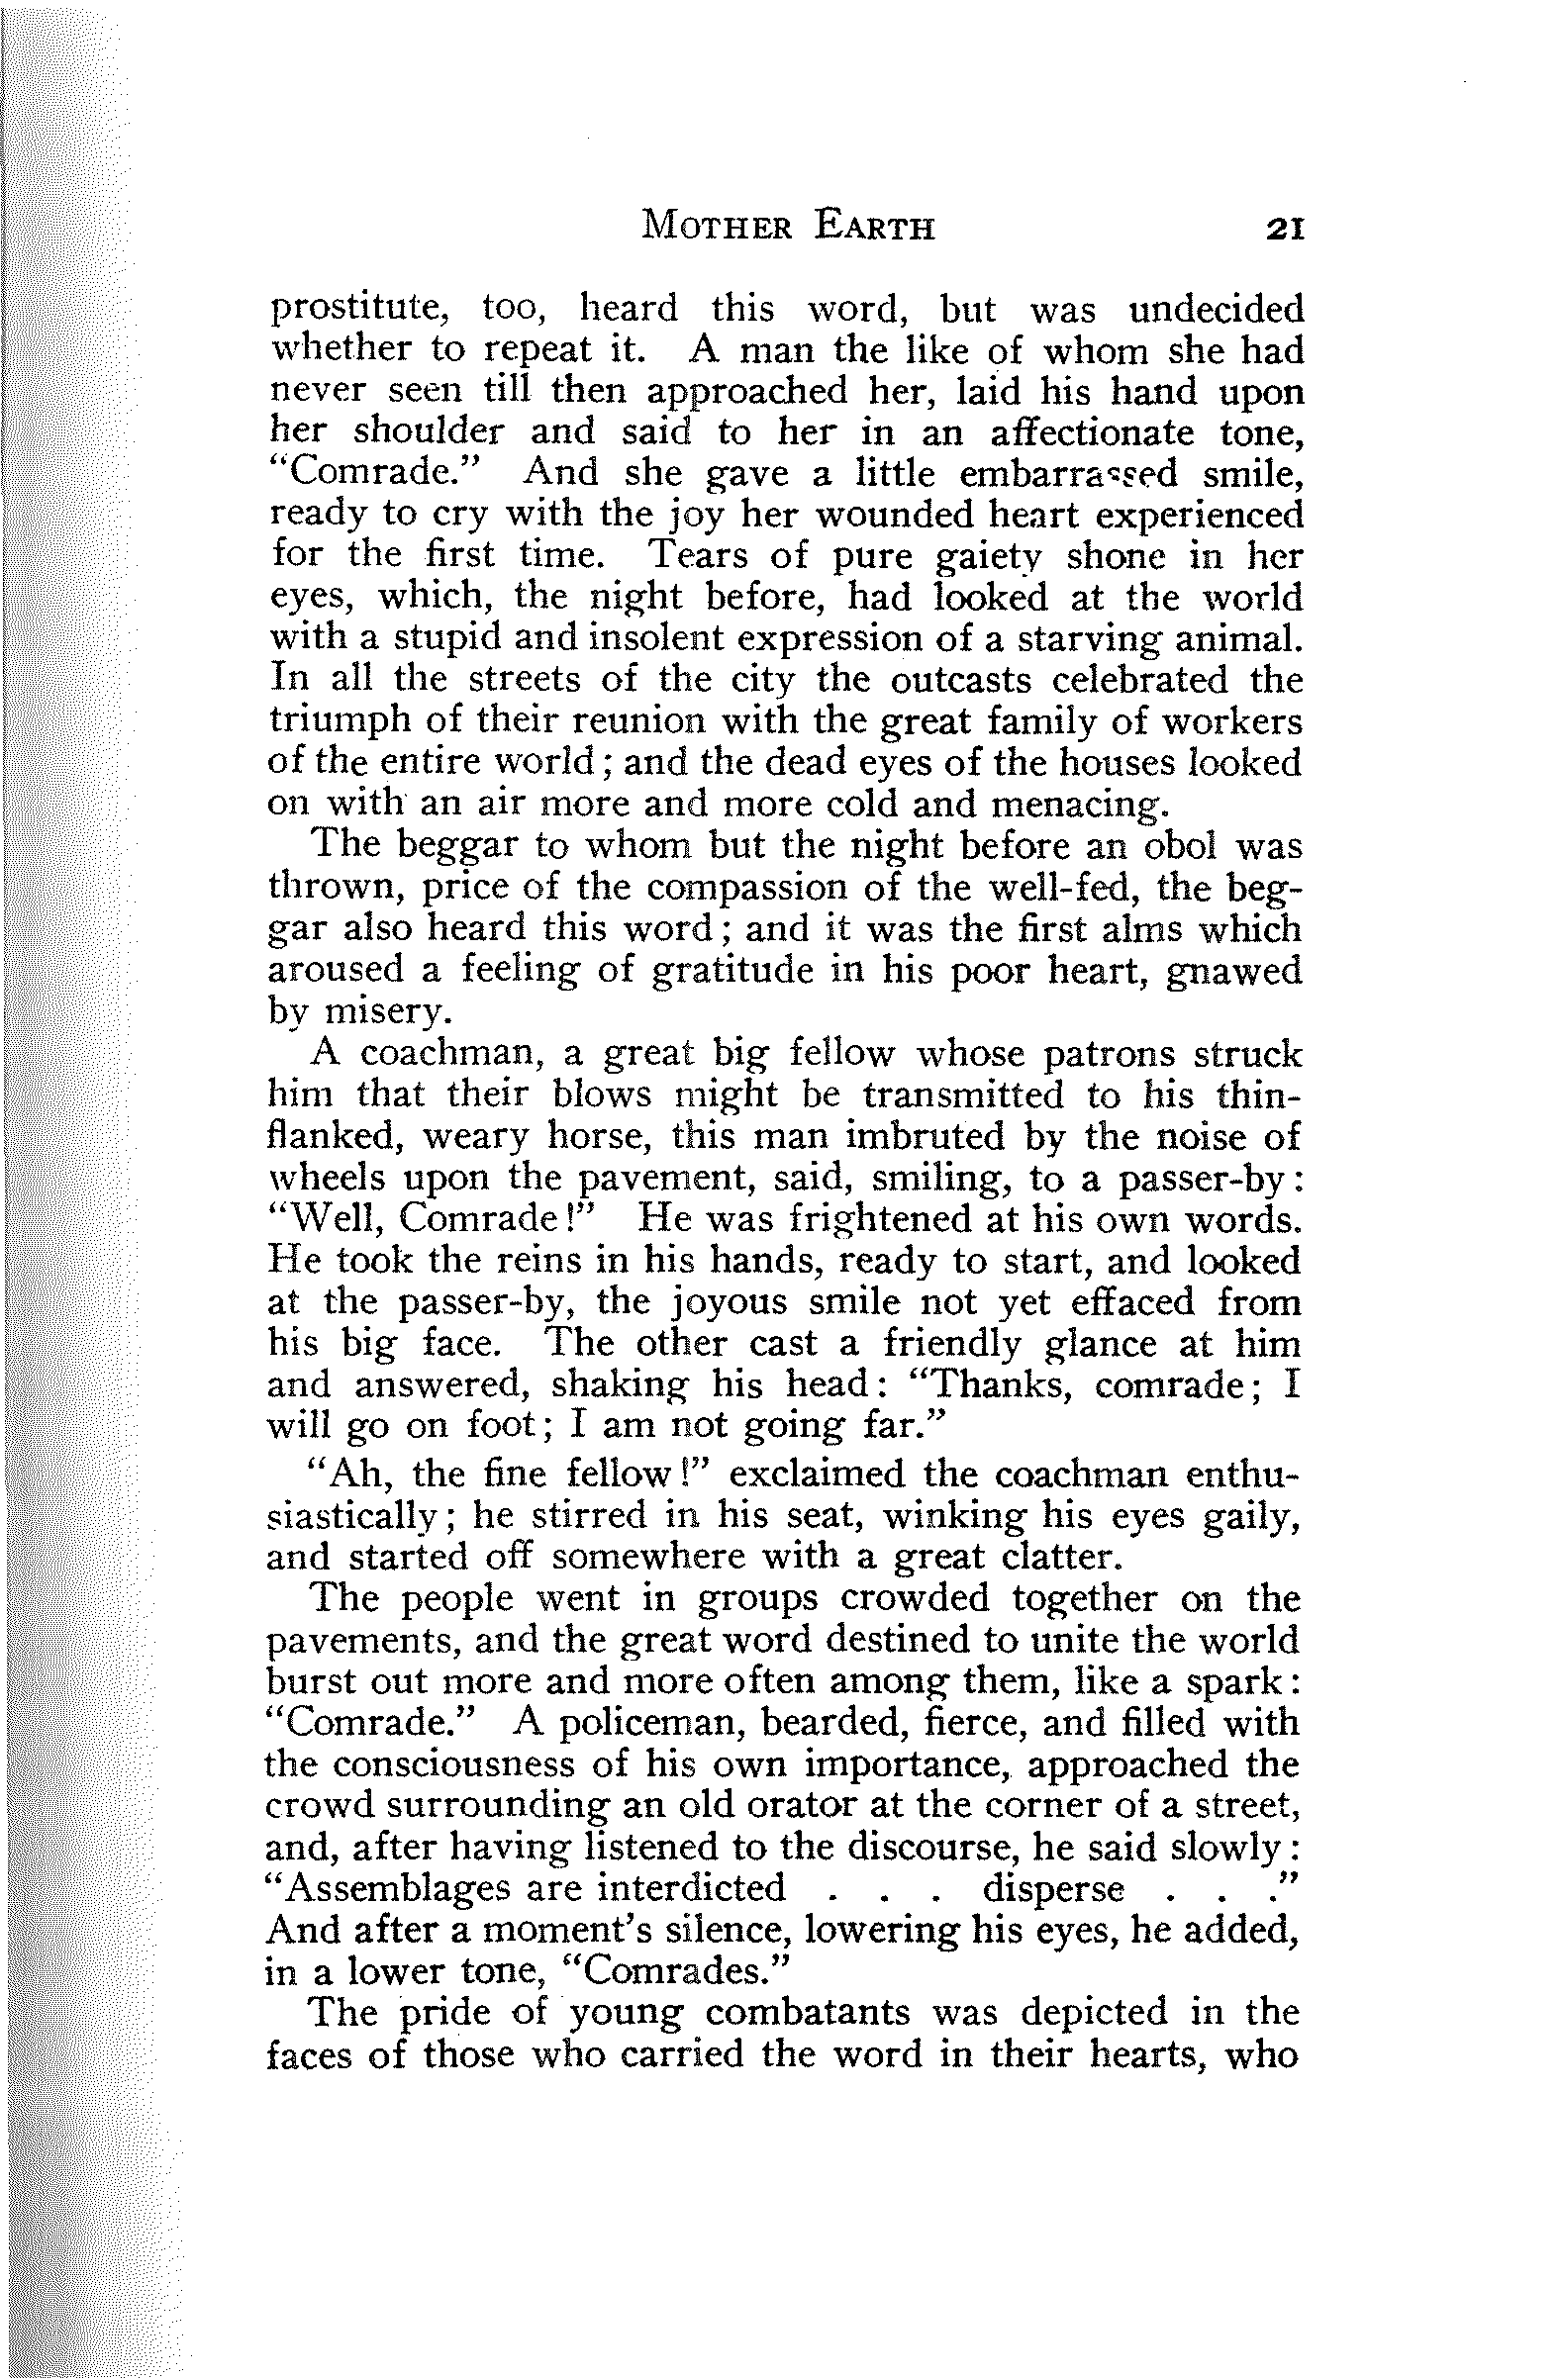 MOTHER EARTH 21
prostitute, too, heard this word, but was undecided
whether to repeat it. A man the like of whom she had
never seen till then approached her, laid his hand upon
her shoulder and said to her in an affectionate tone,
“Comrade.” And she gave a little embarrassed smile,
ready to cry with the joy her wounded heart experienced
for the first time. Tears of pure gaiety shone in her
eyes, which, the night before, had looked at the world
with a stupid and insolent expression of a starving animal.
In all the streets of the city the outcasts celebrated the
triumph of their reunion with the great family of workers
of the entire world; and the dead eyes of the houses looked
on with an air more and more cold and menacing.
The beggar to whom but the night before an obol was
thrown, price of the compassion of the well-fed, the beg-
gar also heard this word; and it was the first alms which
aroused a feeling of gratitude in his poor heart, gnawed
by misery.
A coachman, a great big fellow whose patrons struck
him that their blows might be transmitted to his thin-
flanked, weary horse, this man imbruted by the noise of
wheels upon the pavement, said, smiling, to a passer-by:
“Well, Comrade!” He was frightened at his own words.
He took the reins in his hands, ready to start, and looked
at the passer-by, the joyous smile not yet effaced from
his big face. The other cast a friendly glance at him
and answered, shaking his head: “Thanks, comrade; I
will go on foot; I am not going far.”
“Ah, the fine fellow!” exclaimed the coachman enthu-
siastically; he stirred in his seat, winking his eyes gaily,
and started off somewhere with a great clatter.
The people went in groups crowded together on the
pavements, and the great word destined to unite the world
burst out more and more often among them, like a spark:
“Comrade.” A policeman, bearded, fierce, and filled with
the consciousness of his own importance, approached the
crowd surrounding an old orator at the corner of a street,
and, after having listened to the discourse, he said slowly:
“Assemblages are interdicted . . . disperse . . .”
And after a moment's silence, lowering his eyes, he added,
in a lower tone, “Comrades.”
The pride of young combatants was depicted in the
faces of those who carried the word in their hearts, who